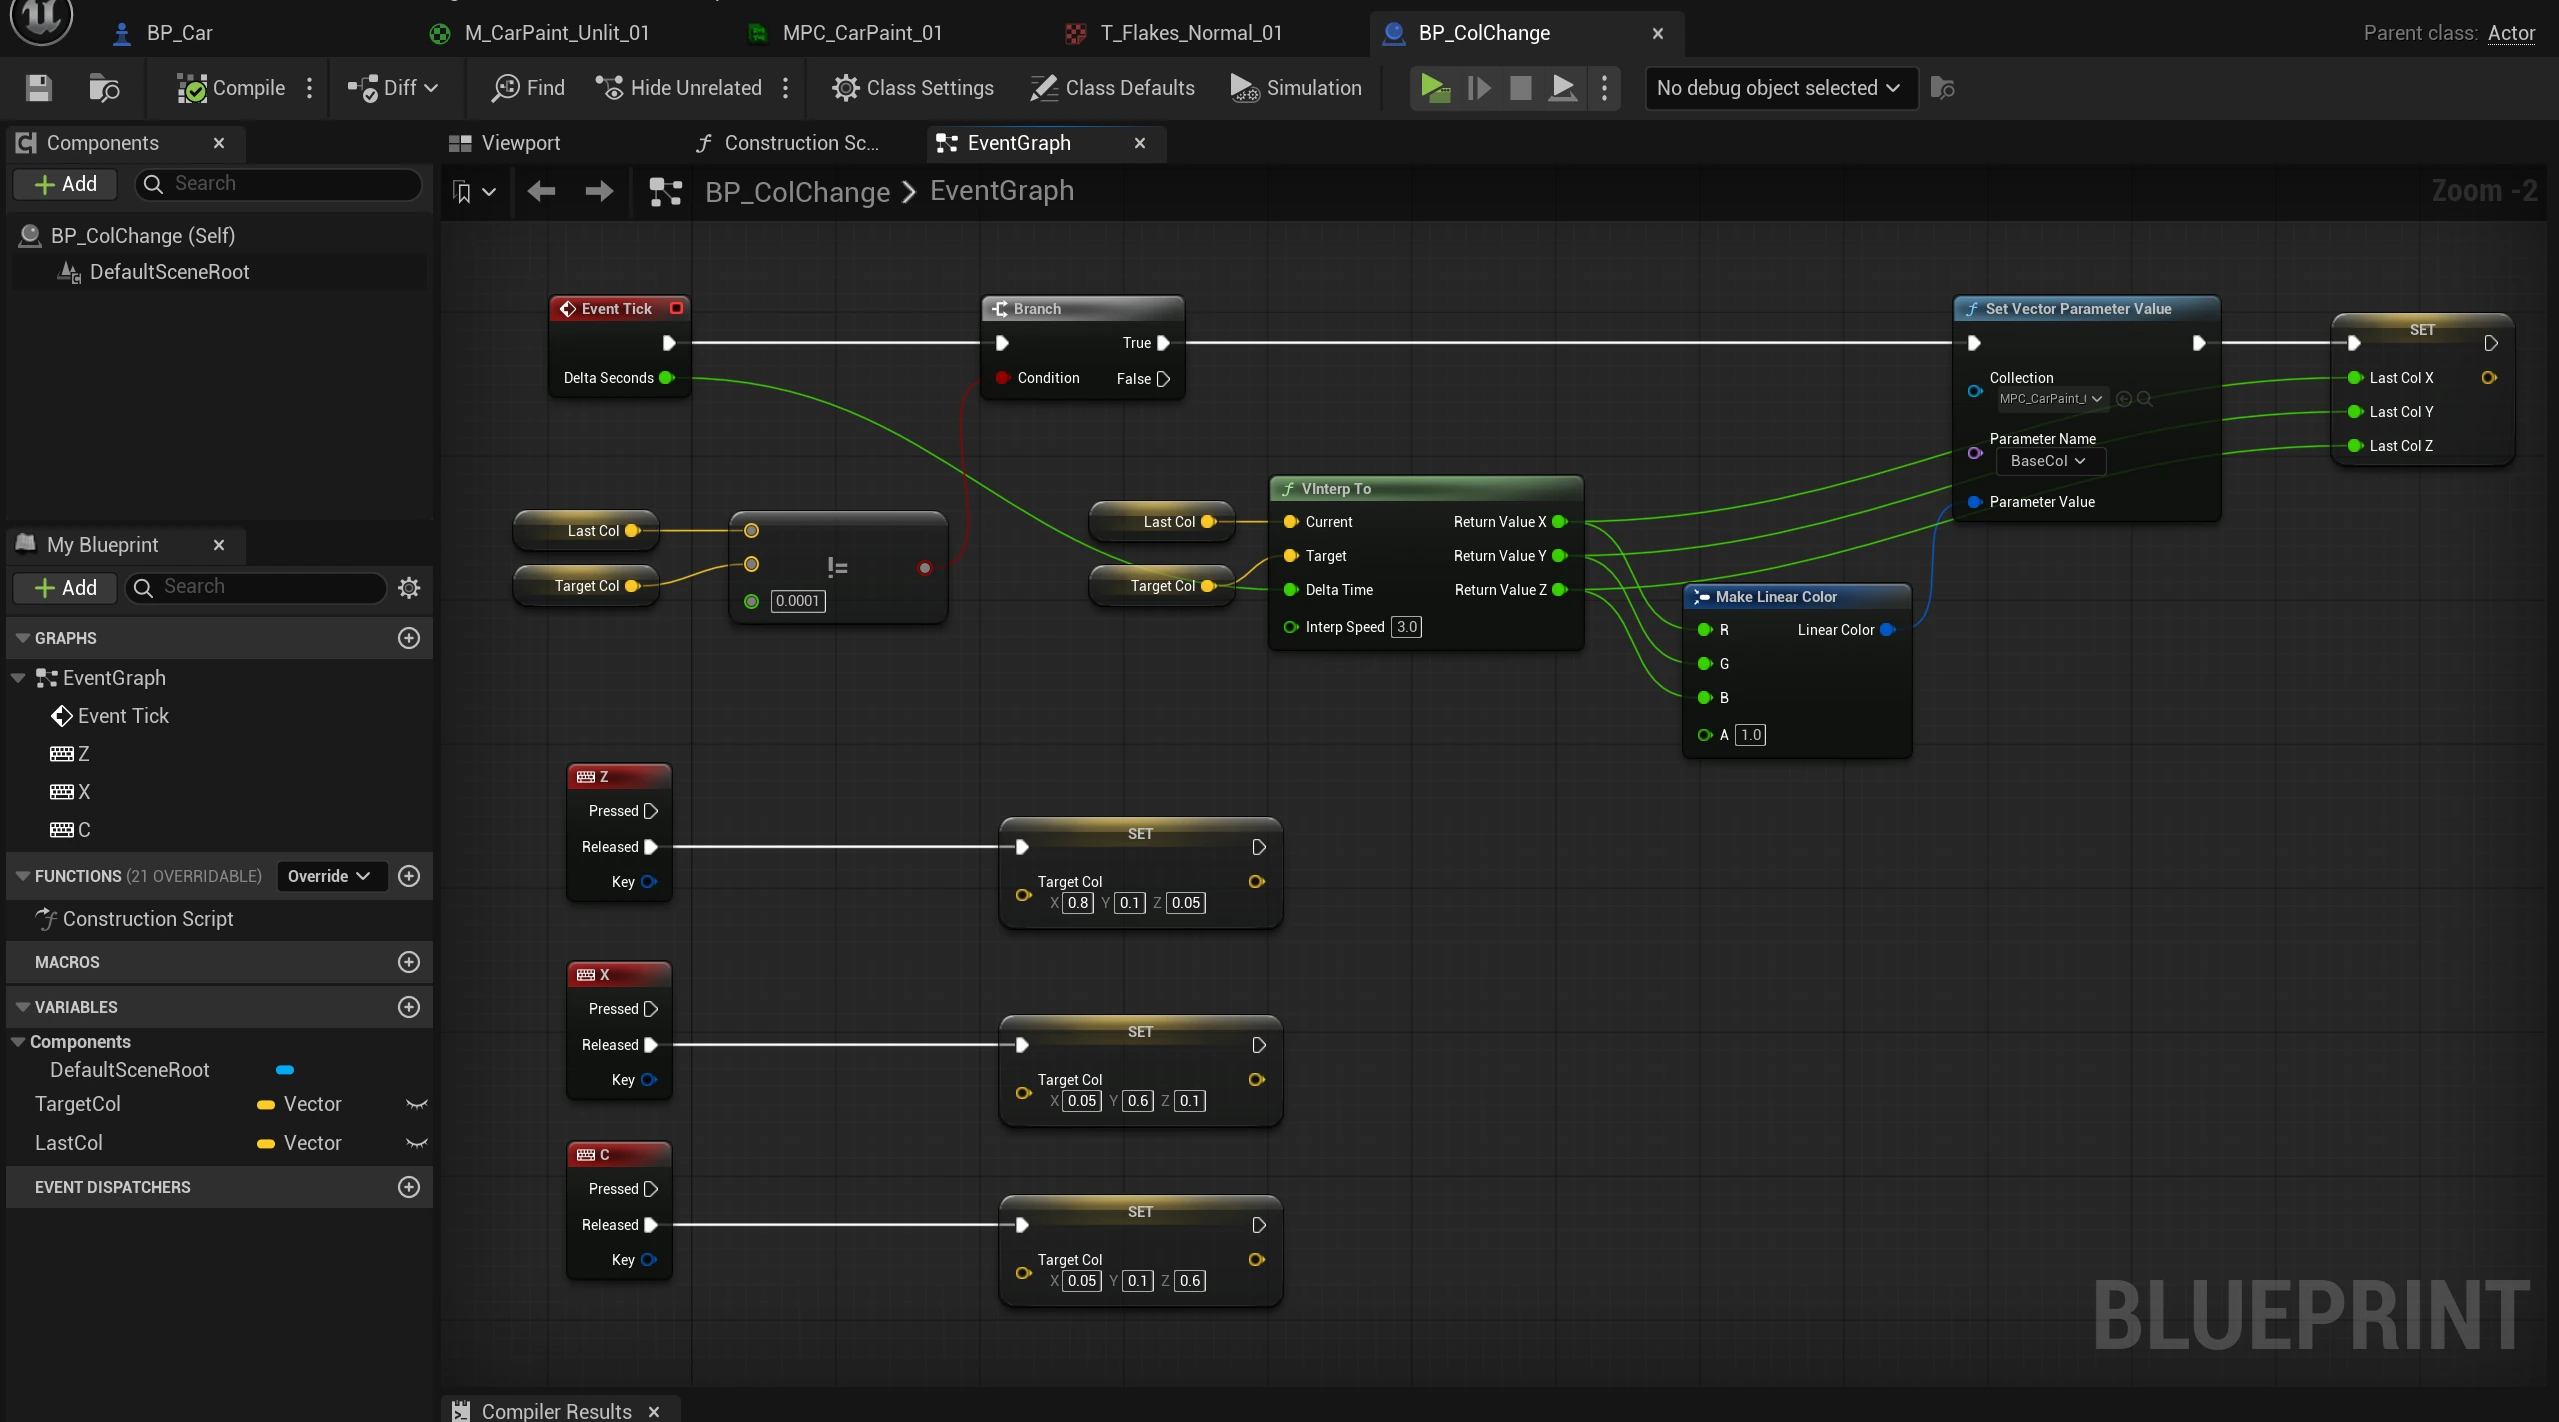 BP_Car
M_CarPaint_Unlit_01
MPC_CarPaint_01
T_Flakes_Normal_01
BP_ColChange
Parent class: Actor
Compile
Diff
Find
Hide Unrelated
Class Settings
Class Defaults
Simulation
No debug object selected
Components
Add
Search
BP_ColChange (Self)
DefaultSceneRoot
My Blueprint
Add
Search
GRAPHS
EventGraph
Event Tick
Z
X
C
FUNCTIONS (21 OVERRIDABLE)
Override
Construction Script
MACROS
VARIABLES
Components
DefaultSceneRoot
TargetCol Vector
LastCol Vector
EVENT DISPATCHERS
Viewport
Construction Sc...
EventGraph
BP_ColChange > EventGraph
Zoom -2
Event Tick
Delta Seconds
Branch
True
Condition False
Last Col
Target Col
!=
0.0001
Last Col
Target Col
VInterp To
Current Return Value X
Target Return Value Y
Delta Time Return Value Z
Interp Speed 3.0
Make Linear Color
R Linear Color
G
B
A 1.0
Set Vector Parameter Value
Collection
MPC_CarPaint_(
Parameter Name
BaseCol
Parameter Value
SET
Last Col X
Last Col Y
Last Col Z
Z
Pressed
Released
Key
SET
Target Col
X 0.8 Y 0.1 Z 0.05
X
Pressed
Released
Key
SET
Target Col
X 0.05 Y 0.6 Z 0.1
C
Pressed
Released
Key
SET
Target Col
X 0.05 Y 0.1 Z 0.6
BLUEPRINT
Compiler Results